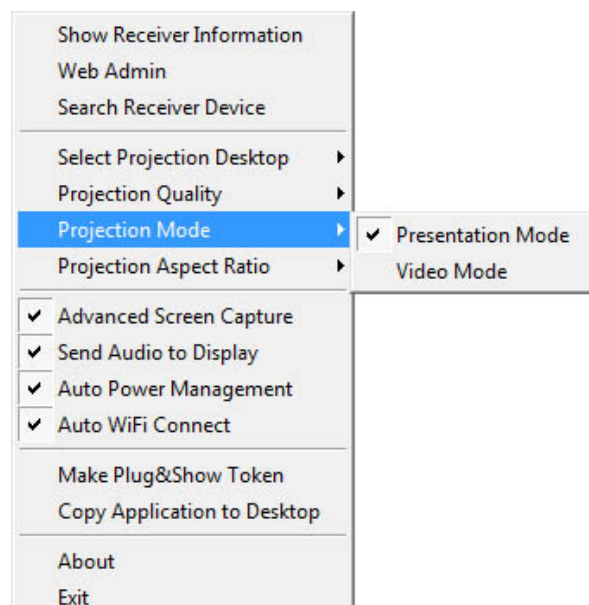 Show Receiver Information
Web Admin
Search Receiver Device
Select Projection Desktop
Projection Quality
Projection Mode
Presentation Mode
Video Mode
Projection Aspect Ratio
Advanced Screen Capture
Send Audio to Display
Auto Power Management
Auto WiFi Connect
Make Plug&Show Token
Copy Application to Desktop
About
Exit